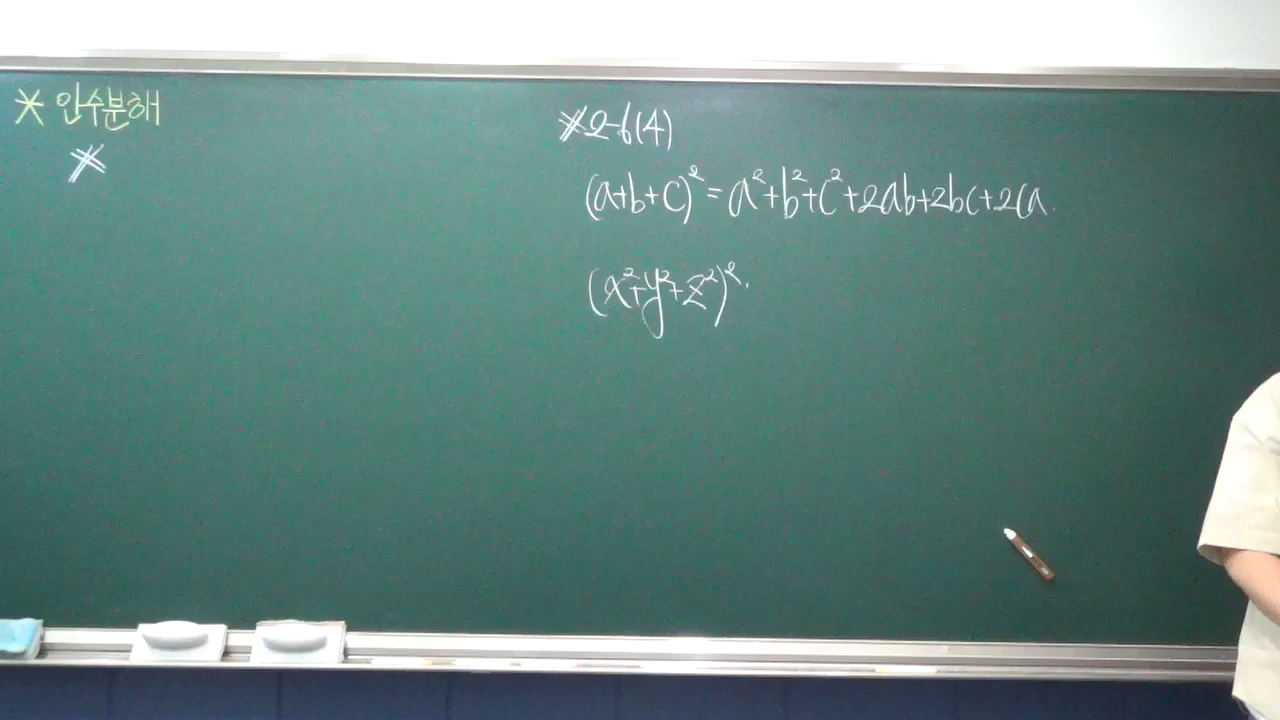 * 인수분해
*
*2-6(4)
(a+b+c)² = a²+b²+c²+2ab+2bc+2ca.
(x²+y²+z²)².